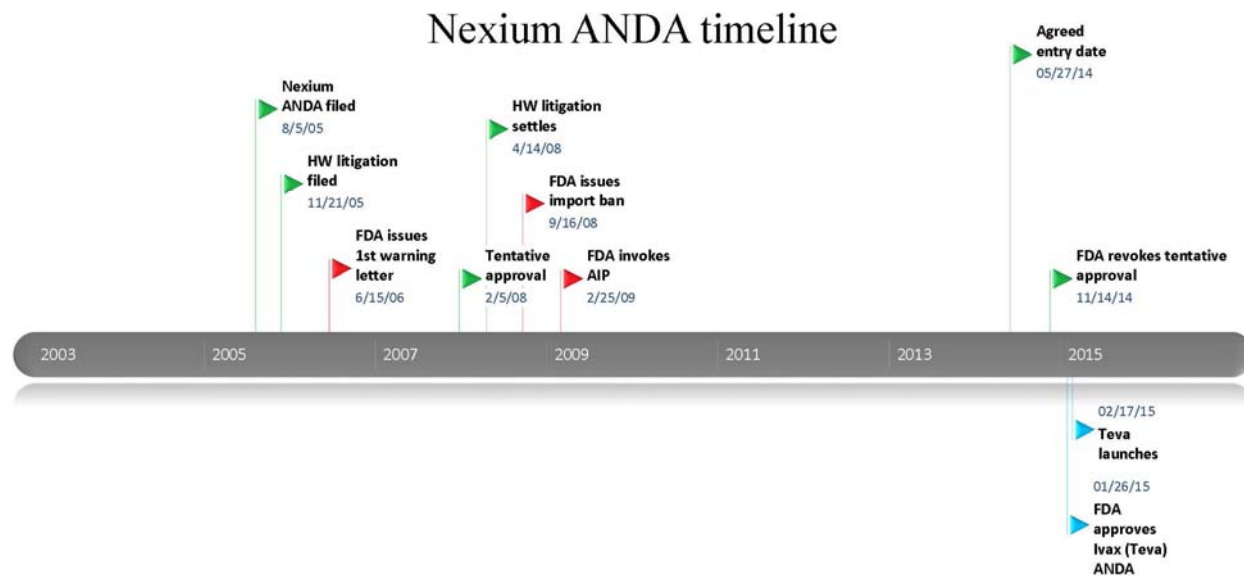 Nexium ANDA timeline
Agreed
entry date
05/27/14
Nexium
ANDA filed
8/5/05
HW litigation
settles
4/14/08
HW litigation
filed
11/21/05
FDA issues
import ban
9/16/08
FDA issues
1st warning
letter
6/15/06
Tentative
approval
2/5/08
FDA invokes
AIP
2/25/09
FDA revokes tentative
approval
11/14/14
2003
2005
2007
2009
2011
2013
2015
02/17/15
Teva
launches
01/26/15
FDA
approves
Ivax (Teva)
ANDA